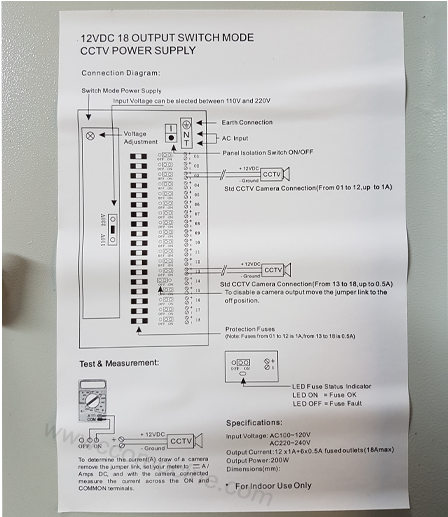 12VDC 18 OUTPUT SWITCH MODE
CCTV POWER SUPPLY
Connection Diagram:
Switch Mode Power Supply
Input Voltage can be slected between 110V and 220V
Voltage
Adjustment
Earth Connection
N
T
AC Input
Panel Isolation Switch ON/OFF
+12VDC
- Ground
CCTV
Std CCTV Camera Connection(From 01 to 12,up to 1A)
110V 220V
+12VDC
- Ground
CCTV
Std CCTV Camera Connection(From 13 to 18,up to 0.5A)
To disable a camera output move the jumper link to the
off position.
Protection Fuses
(Note: Fuses from 01 to 12 is 1A,from 13 to 18 is 0.5A)
Test & Measurement:
OFF ON
LED Fuse Status Indicator
LED ON = Fuse OK
LED OFF = Fuse Fault
OFF ON
+ 12VDC
- Ground
CCTV
To determine the current(A) draw of a camera
remove the jumper link, set your meter to A /
Amps DC, and with the camera connected
measure the current across the ON and
COMMON terminals.
Specifications:
Input Voltage: AC100~120V
AC220~240V
Output Current:12 x1A+6x0.5A fused outlets(18Amax)
Output Power:200W
Dimensions(mm):
* For Indoor Use Only